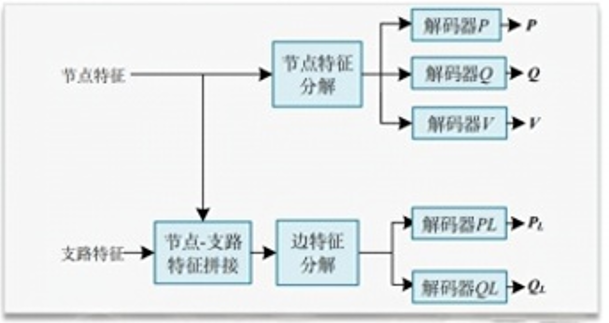 节点特征
节点特征
分解
解码器P
P
解码器Q
Q
解码器V
V
支路特征
节点-支路
特征拼接
边特征
分解
解码器PL
PL
解码器QL
QL